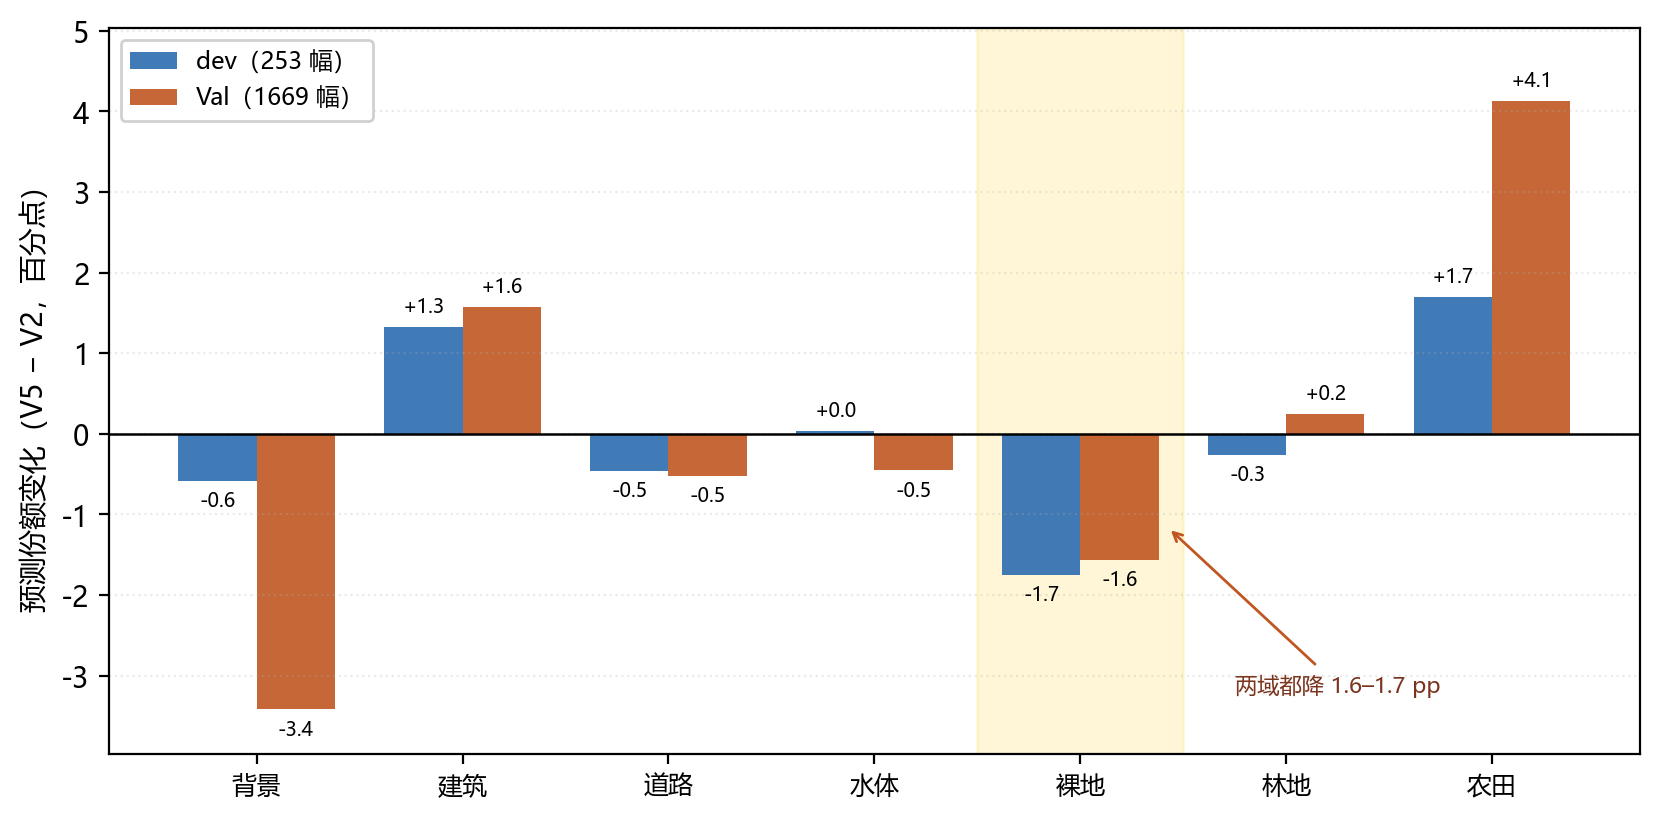 预测份额变化（V5 − V2，百分点）
5
4
3
2
1
0
-1
-2
-3
dev（253 幅）
Val（1669 幅）
-0.6
-3.4
+1.3
+1.6
-0.5
-0.5
+0.0
-0.5
-1.7
-1.6
-0.3
+0.2
+1.7
+4.1
两域都降 1.6–1.7 pp
背景
建筑
道路
水体
裸地
林地
农田